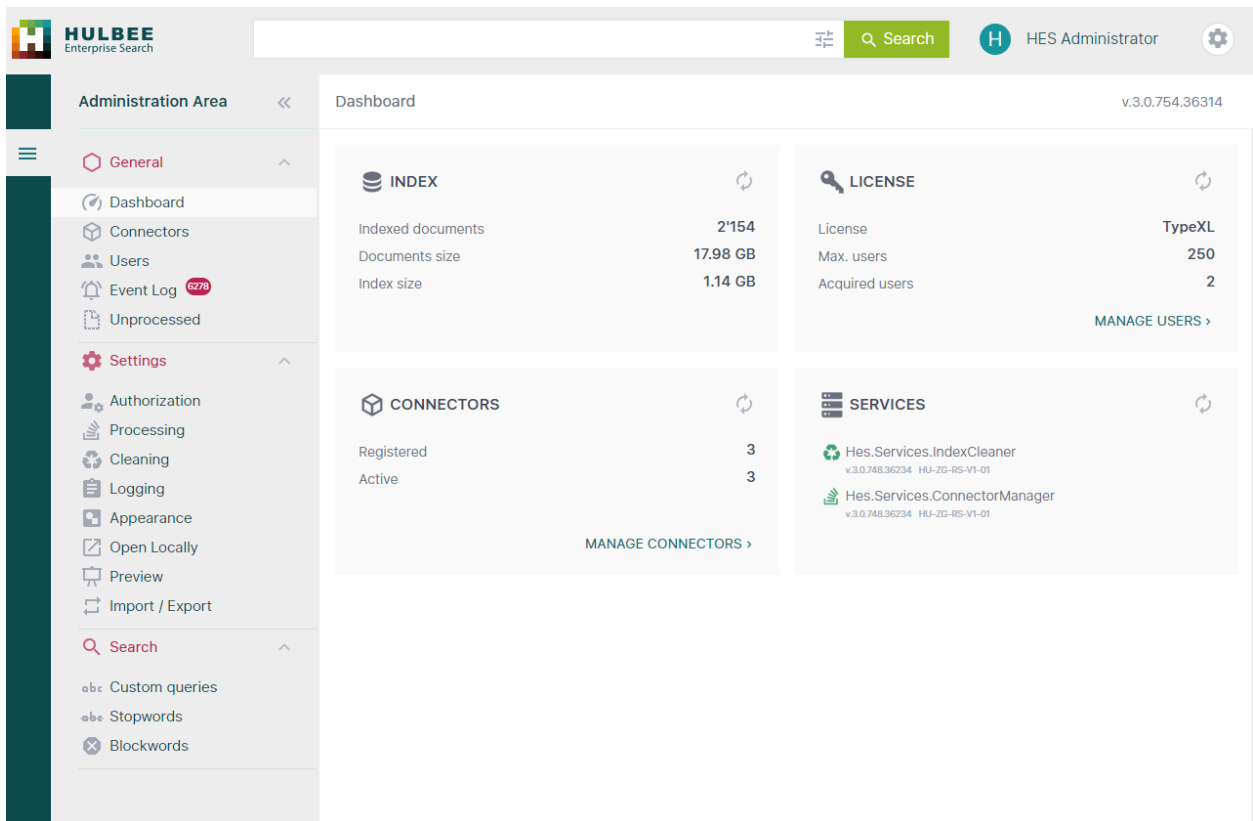 HULBEE
Enterprise Search
Search
H
HES Administrator
Administration Area
Dashboard
v.3.0.754.36314
General
Dashboard
Connectors
Users
Event Log 6278
Unprocessed
Settings
Authorization
Processing
Cleaning
Logging
Appearance
Open Locally
Preview
Import / Export
Search
abc Custom queries
abc Stopwords
Blockwords
INDEX
Indexed documents 2'154
Documents size 17.98 GB
Index size 1.14 GB
LICENSE
License TypeXL
Max. users 250
Acquired users 2
MANAGE USERS ›
CONNECTORS
Registered 3
Active 3
MANAGE CONNECTORS ›
SERVICES
Hes.Services.IndexCleaner
v.3.0.748.36234 HU-ZG-RS-V1-01
Hes.Services.ConnectorManager
v.3.0.748.36234 HU-ZG-RS-V1-01